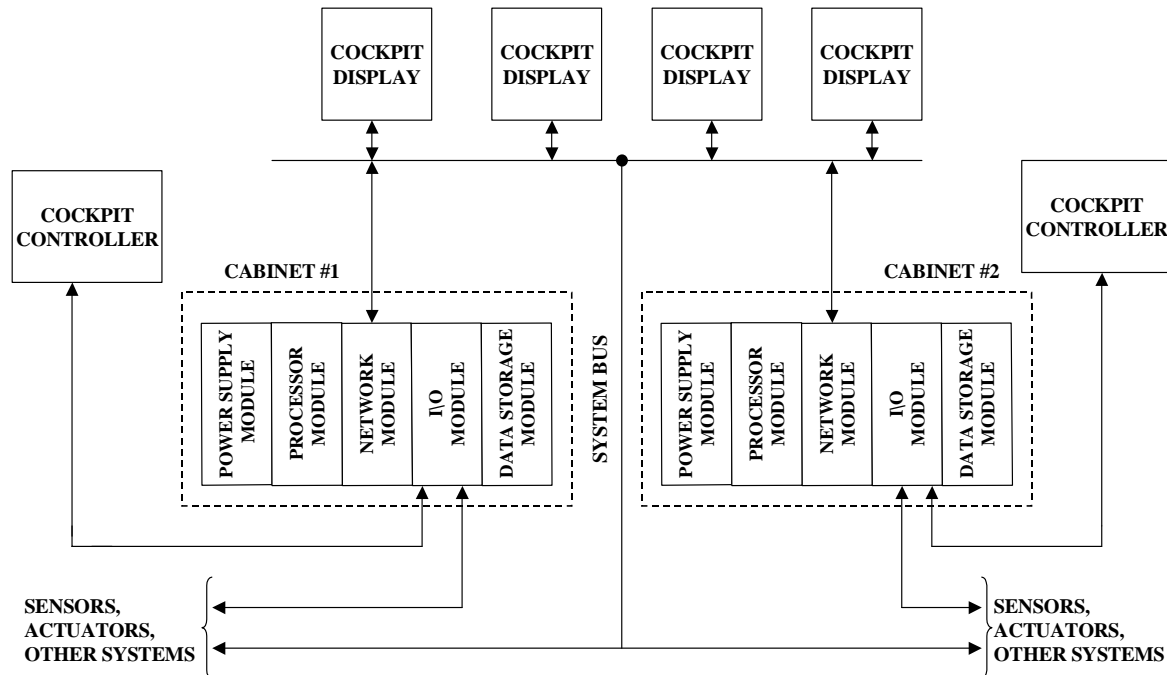 COCKPIT
DISPLAY
COCKPIT
DISPLAY
COCKPIT
DISPLAY
COCKPIT
DISPLAY
COCKPIT
CONTROLLER
COCKPIT
CONTROLLER
CABINET #1
CABINET #2
POWER SUPPLY
MODULE
PROCESSOR
MODULE
NETWORK
MODULE
I\O
MODULE
DATA STORAGE
MODULE
SYSTEM BUS
POWER SUPPLY
MODULE
PROCESSOR
MODULE
NETWORK
MODULE
I\O
MODULE
DATA STORAGE
MODULE
SENSORS,
ACTUATORS,
OTHER SYSTEMS
SENSORS,
ACTUATORS,
OTHER SYSTEMS